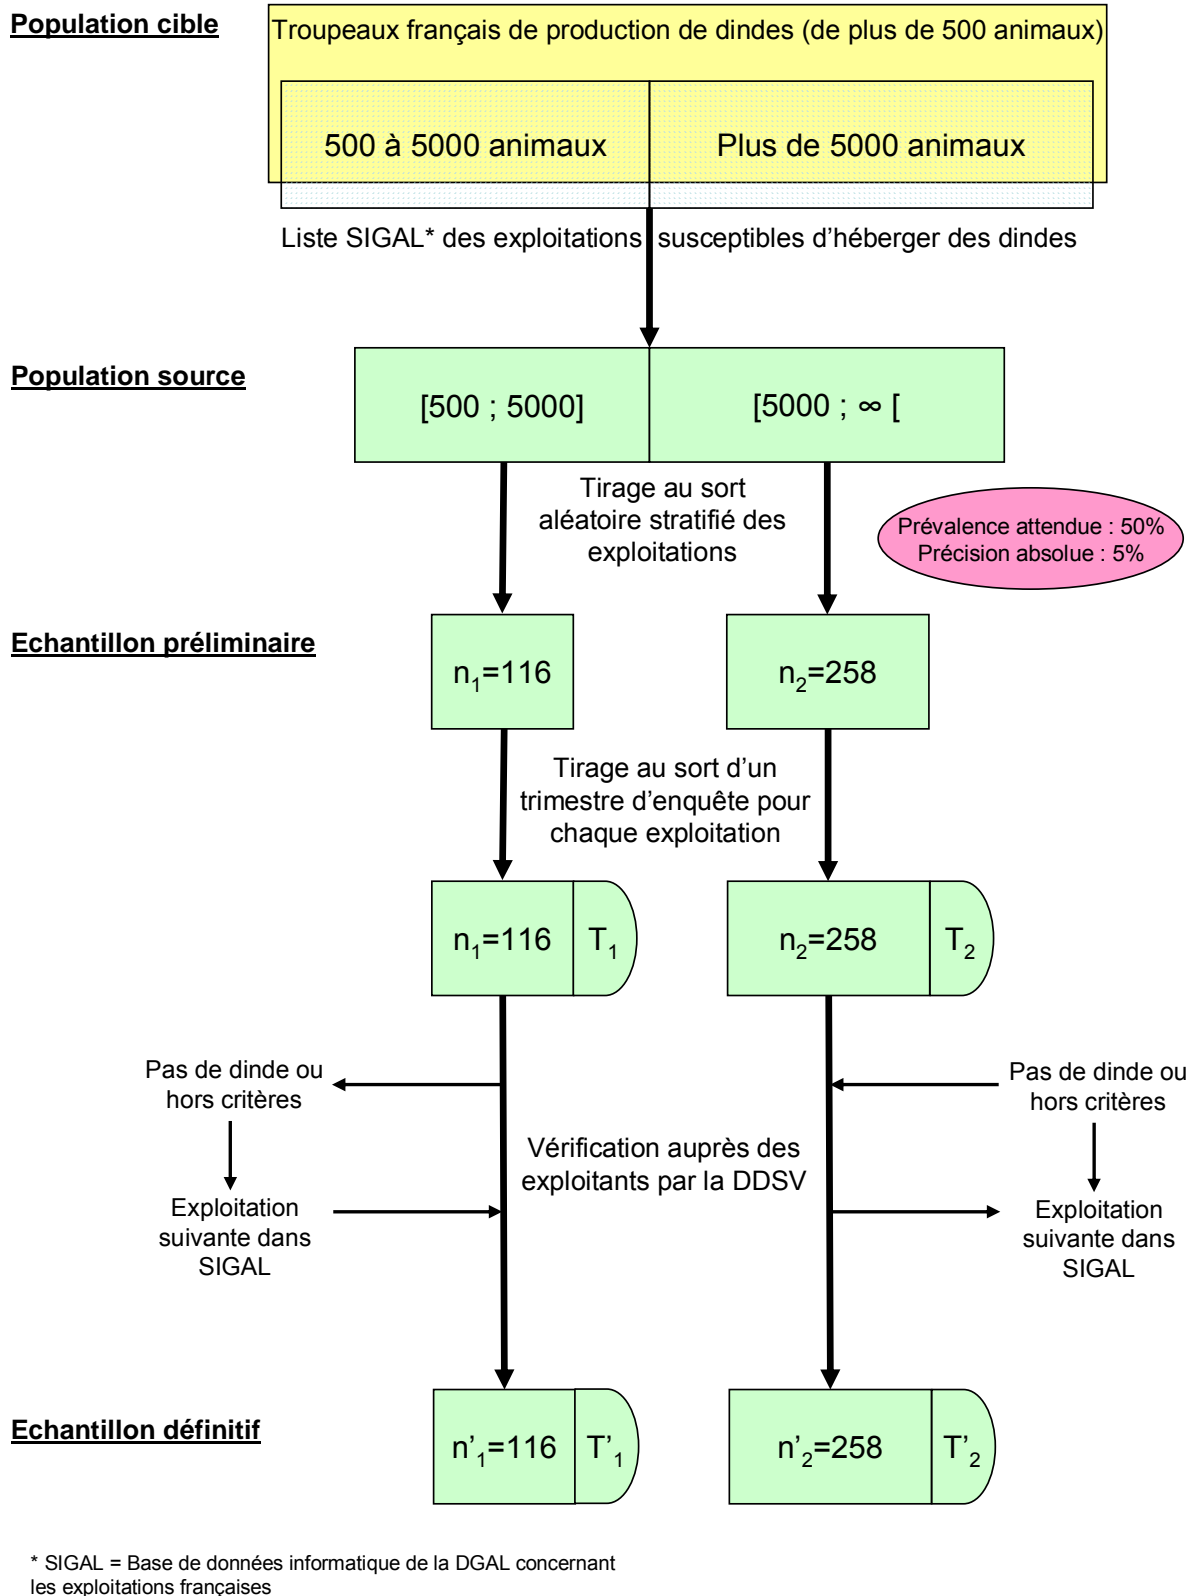 Population cible
Troupeaux français de production de dindes (de plus de 500 animaux)
500 à 5000 animaux
Plus de 5000 animaux
Liste SIGAL* des exploitations susceptibles d'héberger des dindes
Population source
[500 ; 5000]
[5000 ; ∞ [
Tirage au sort
aléatoire stratifié des
exploitations
Prévalence attendue : 50%
Précision absolue : 5%
Echantillon préliminaire
n₁=116
n₂=258
Tirage au sort d'un
trimestre d'enquête pour
chaque exploitation
n₁=116
T₁
n₂=258
T₂
Pas de dinde ou
hors critères
Exploitation
suivante dans
SIGAL
Vérification auprès des
exploitants par la DDSV
Pas de dinde ou
hors critères
Exploitation
suivante dans
SIGAL
Echantillon définitif
n'₁=116
T'₁
n'₂=258
T'₂
* SIGAL = Base de données informatique de la DGAL concernant
les exploitations françaises